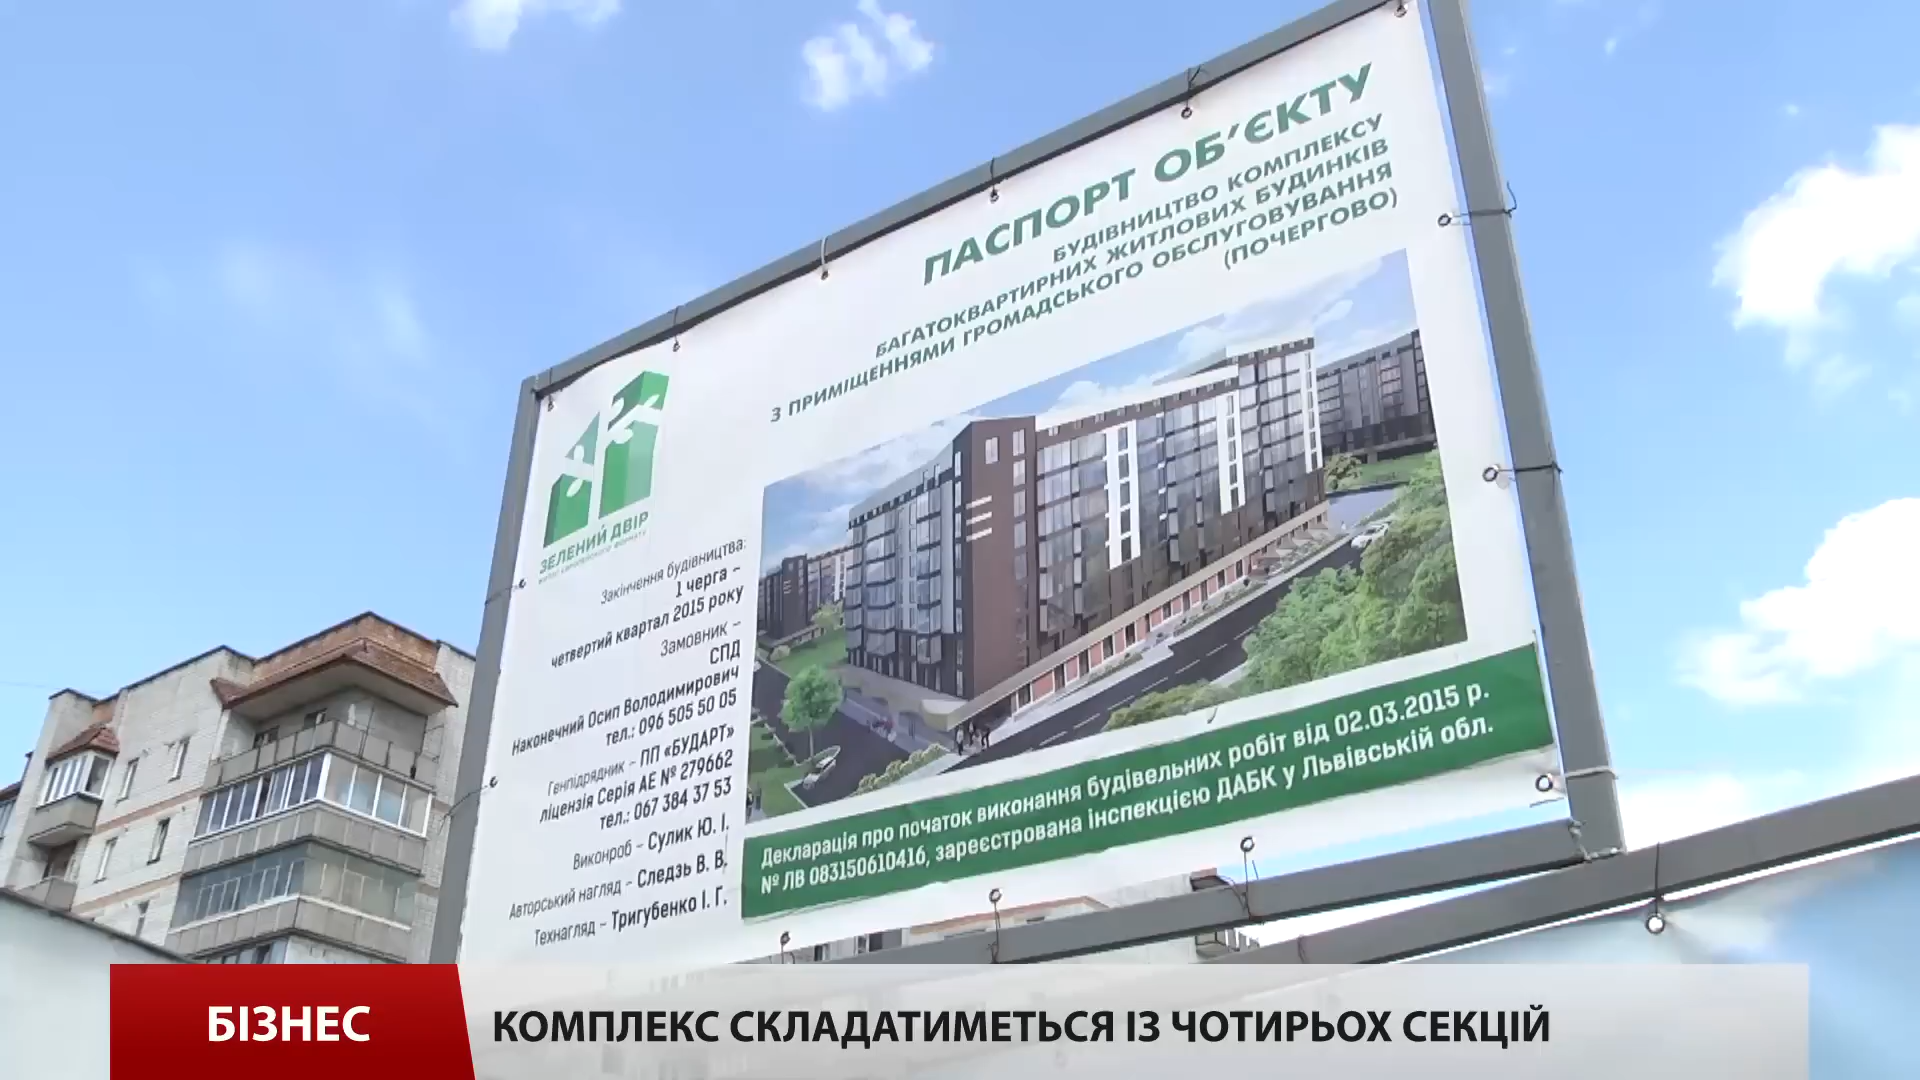 ПАСПОРТ ОБ'ЄКТУ
БУДІВНИЦТВО КОМПЛЕКСУ
БАГАТОКВАРТИРНИХ ЖИТЛОВИХ БУДИНКІВ
З ПРИМІЩЕННЯМИ ГРОМАДСЬКОГО ОБСЛУГОВУВАННЯ
(ПОЧЕРГОВО)
ЗЕЛЕНИЙ ДВІР
ЄВРОПЕЙСЬКОГО ФОРМАТУ
Закінчення будівництва:
1 черга –
четвертий квартал 2015 року
Замовник –
СПД
Наконечний Осип Володимирович
тел.: 096 505 50 05
Генпідрядник – ПП «БУДАРТ»
ліцензія Серія АЕ № 279662
тел.: 067 384 37 53
Виконроб – Сулик Ю. І.
Авторський нагляд – Следзь В. В.
Технагляд – Тригубенко І. Г.
Декларація про початок виконання будівельних робіт від 02.03.2015 р.
№ ЛВ 083150610416, зареєстрована інспекцією ДАБК у Львівській обл.
БІЗНЕС
КОМПЛЕКС СКЛАДАТИМЕТЬСЯ ІЗ ЧОТИРЬОХ СЕКЦІЙ